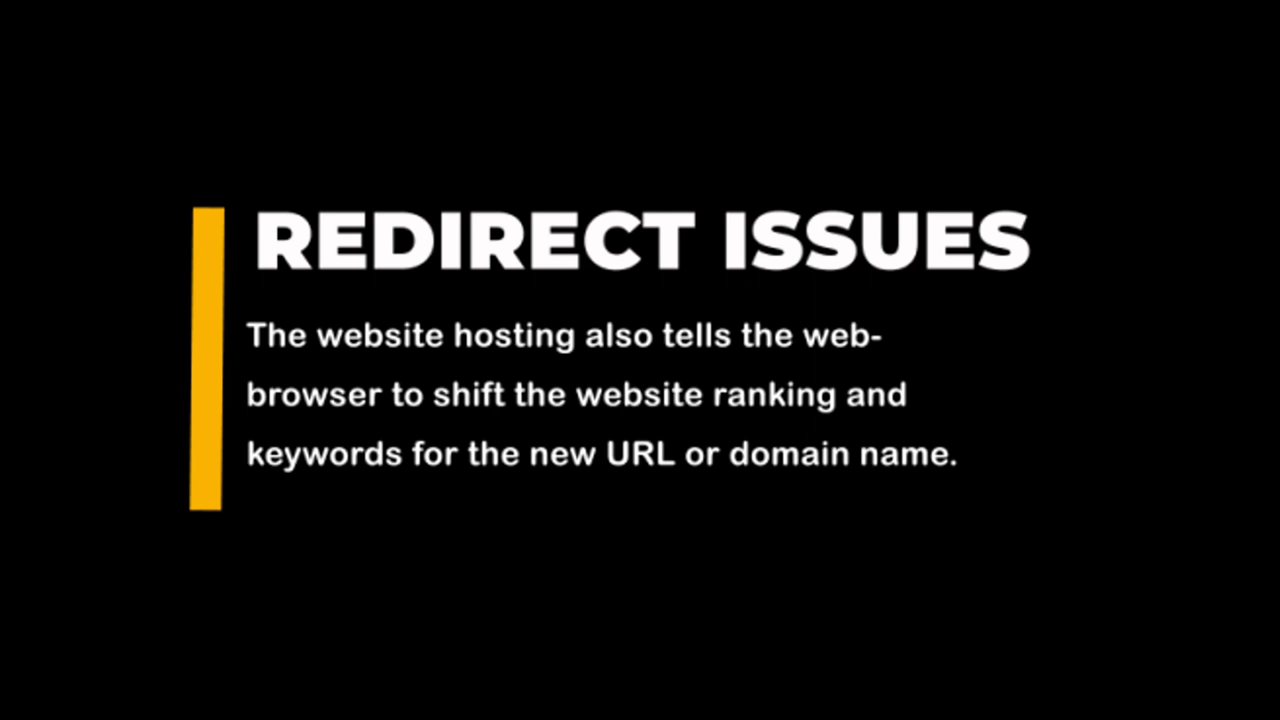 REDIRECT ISSUES
The website hosting also tells the web-
browser to shift the website ranking and
keywords for the new URL or domain name.